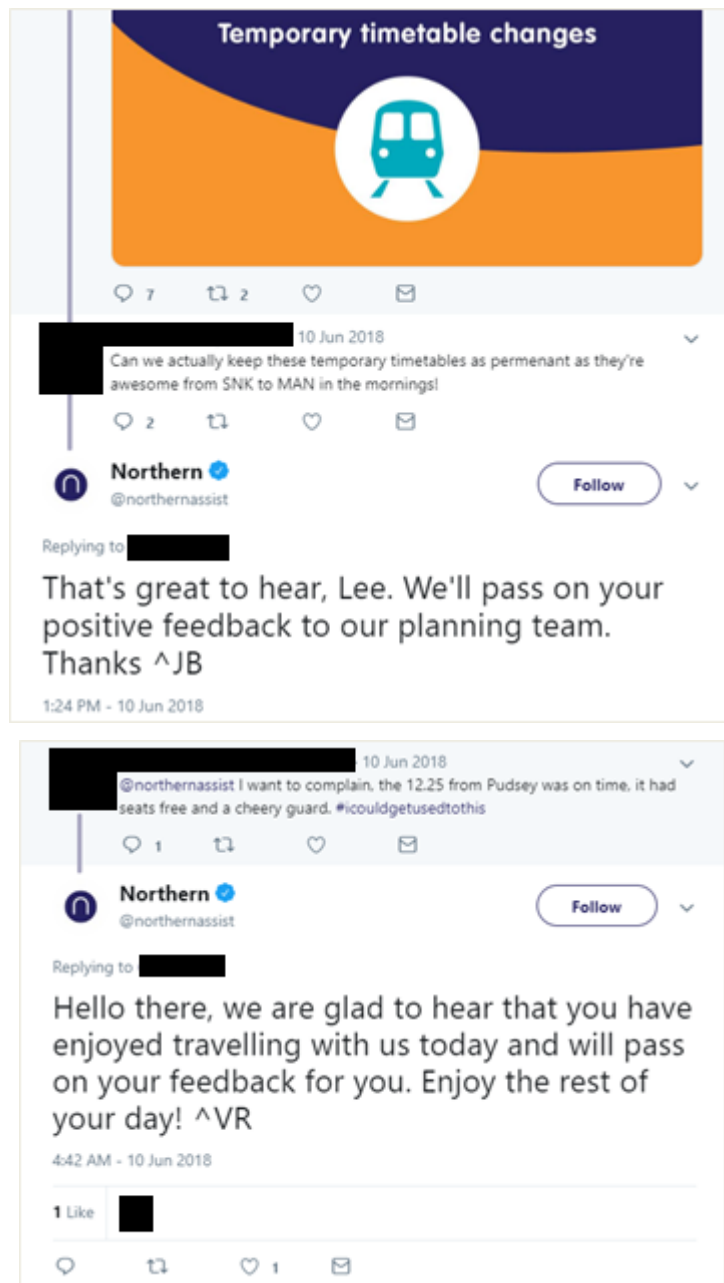 Temporary timetable changes
7 2
10 Jun 2018
Can we actually keep these temporary timetables as permenant as they're
awesome from SNK to MAN in the mornings!
2
Northern
@northernassist
Follow
Replying to
That's great to hear, Lee. We'll pass on your
positive feedback to our planning team.
Thanks ^JB
1:24 PM - 10 Jun 2018
10 Jun 2018
@northernassist I want to complain, the 12.25 from Pudsey was on time, it had
seats free and a cheery guard. #icouldgetusedtothis
1
Northern
@northernassist
Follow
Replying to
Hello there, we are glad to hear that you have
enjoyed travelling with us today and will pass
on your feedback for you. Enjoy the rest of
your day! ^VR
4:42 AM - 10 Jun 2018
1 Like
1